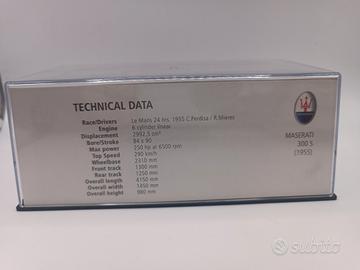 TECHNICAL DATA
Race/Drivers Le Mans 24 hrs, 1955 C.Perdisa / R.Mieres
Engine 6 cylinder, linear
Displacement 2992,5 cm³
Bore/Stroke 84 x 90
Max power 250 hp at 6500 rpm
Top Speed 290 km/h
Wheelbase 2310 mm
Front track 1300 mm
Rear track 1250 mm
Overall length 4150 mm
Overall width 1450 mm
Overall height 980 mm
MASERATI
300 S
(1955)
subito